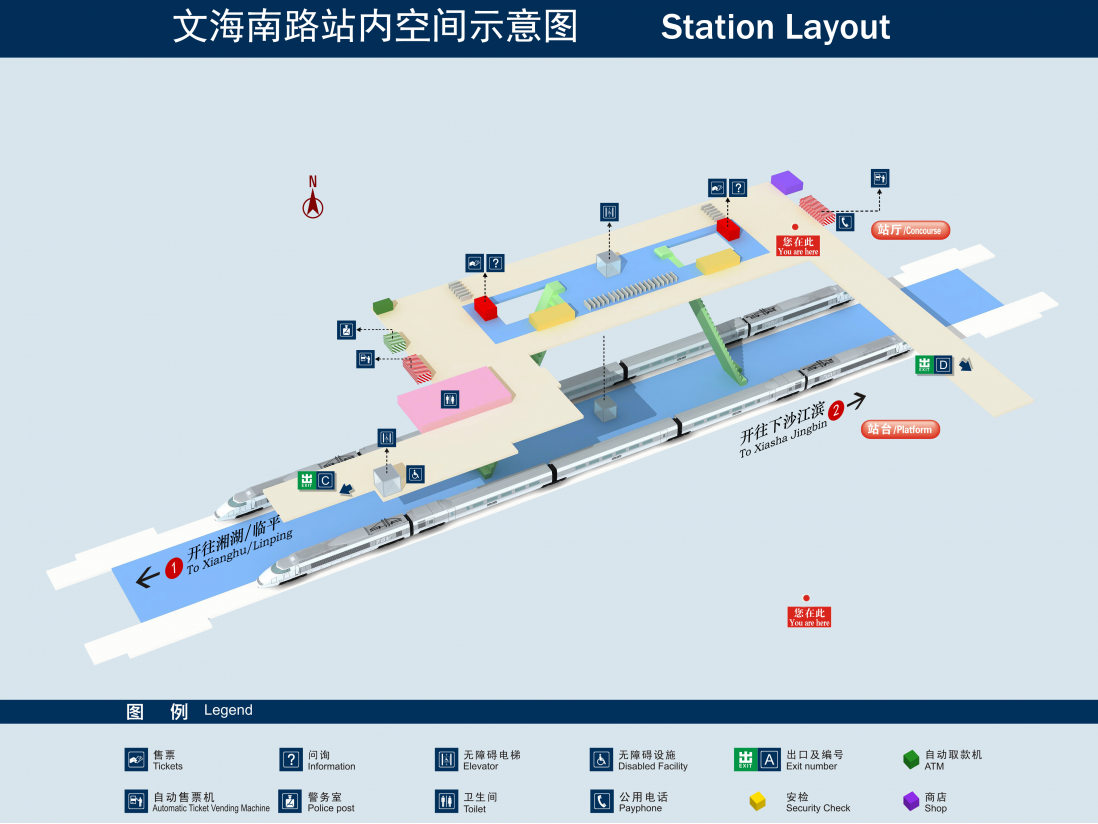 文海南路站内空间示意图 Station Layout
N
您在此
You are here
站厅/Concourse
出 EXIT D
开往下沙江滨 2
To Xiasha Jingbin
站台/Platform
出 EXIT C
1 开往湘湖/临平
To Xianghu/Linping
您在此
You are here
图 例 Legend
售票
Tickets
问询
Information
无障碍电梯
Elevator
无障碍设施
Disabled Facility
EXIT A 出口及编号
Exit number
自动取款机
ATM
自动售票机
Automatic Ticket Vending Machine
警务室
Police post
卫生间
Toilet
公用电话
Payphone
安检
Security Check
商店
Shop